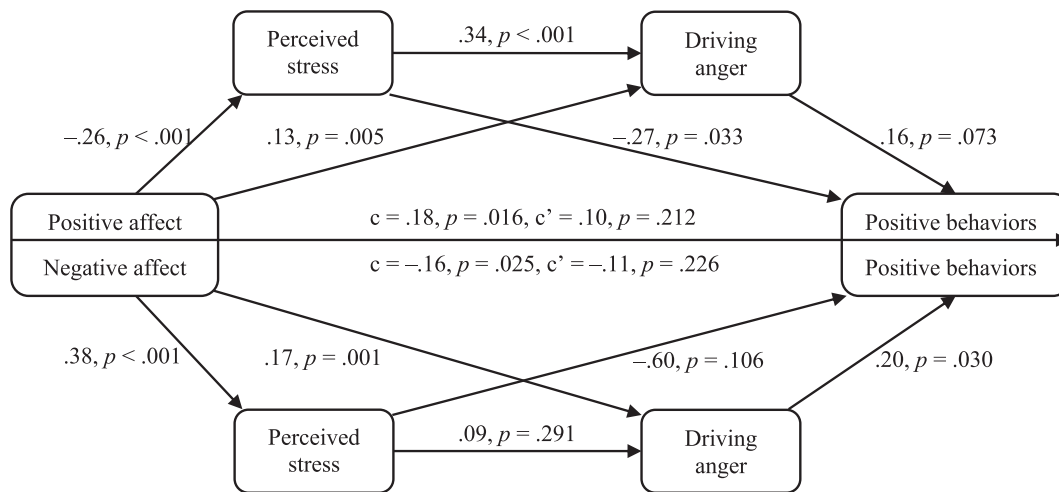 Perceived
stress
.34, p < .001
Driving
anger
–.26, p < .001
.13, p = .005
–.27, p = .033
.16, p = .073
Positive affect
c = .18, p = .016, c’ = .10, p = .212
Positive behaviors
Negative affect
c = –.16, p = .025, c’ = –.11, p = .226
Positive behaviors
.38, p < .001
.17, p = .001
–.60, p = .106
.20, p = .030
Perceived
stress
.09, p = .291
Driving
anger